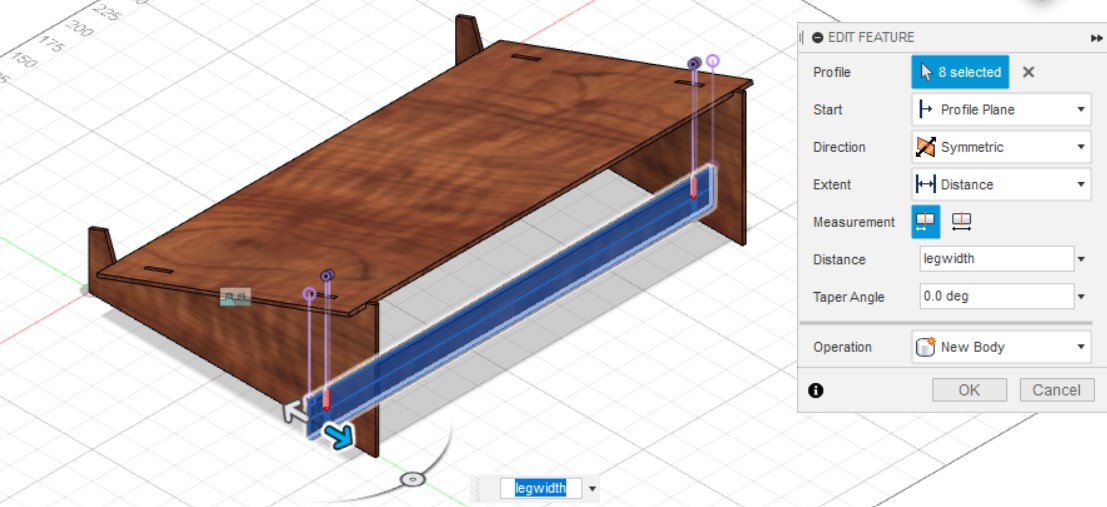 225
200
175
150
EDIT FEATURE
Profile 8 selected
Start Profile Plane
Direction Symmetric
Extent Distance
Measurement
Distance legwidth
Taper Angle 0.0 deg
Operation New Body
OK Cancel
legwidth